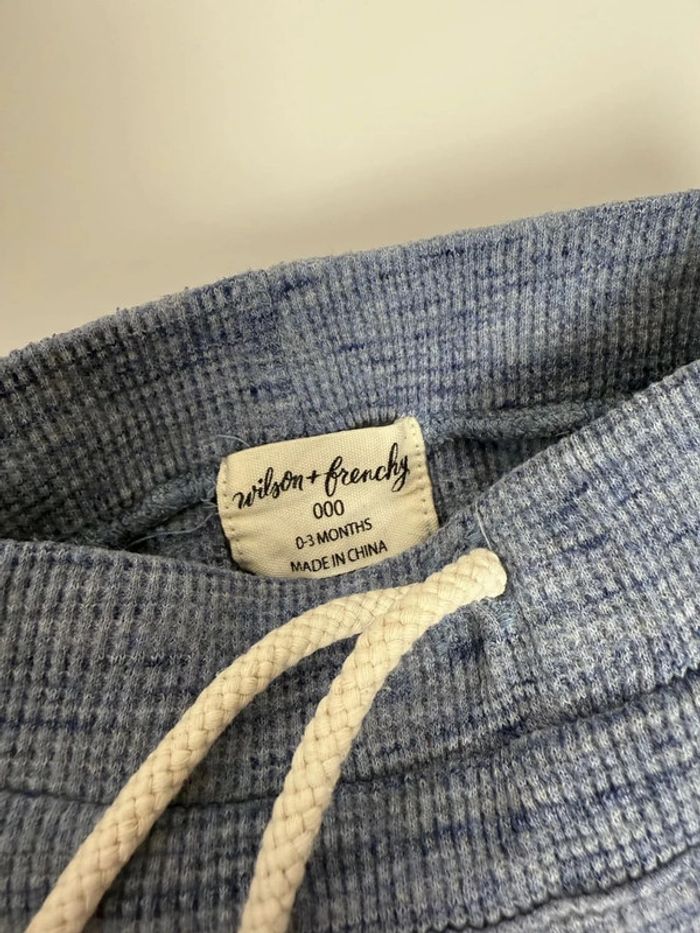 wilson + frenchy
000
0-3 MONTHS
MADE IN CHINA